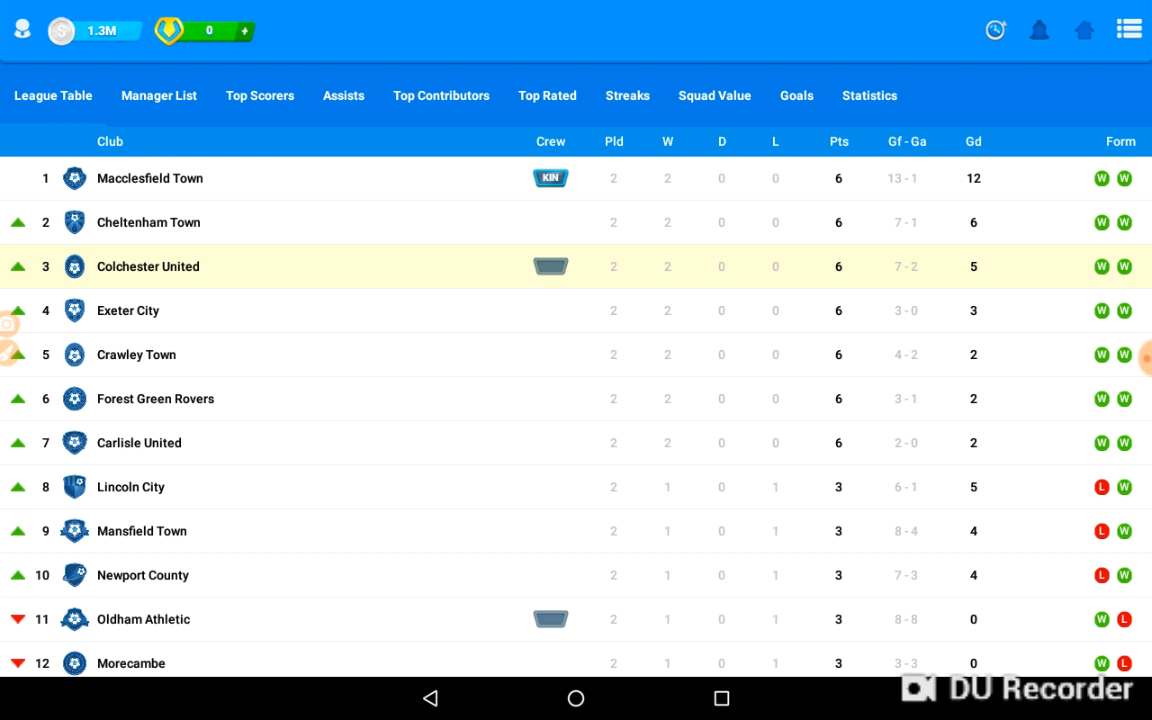 1.3M 0 +
League Table Manager List Top Scorers Assists Top Contributors Top Rated Streaks Squad Value Goals Statistics
Club Crew Pld W D L Pts Gf - Ga Gd Form
1 Macclesfield Town KIN 2 2 0 0 6 13 - 1 12 W W
2 Cheltenham Town 2 2 0 0 6 7 - 1 6 W W
3 Colchester United 2 2 0 0 6 7 - 2 5 W W
4 Exeter City 2 2 0 0 6 3 - 0 3 W W
5 Crawley Town 2 2 0 0 6 4 - 2 2 W W
6 Forest Green Rovers 2 2 0 0 6 3 - 1 2 W W
7 Carlisle United 2 2 0 0 6 2 - 0 2 W W
8 Lincoln City 2 1 0 1 3 6 - 1 5 L W
9 Mansfield Town 2 1 0 1 3 8 - 4 4 L W
10 Newport County 2 1 0 1 3 7 - 3 4 L W
11 Oldham Athletic 2 1 0 1 3 8 - 8 0 W L
12 Morecambe 2 1 0 1 3 3 - 3 0 W L
DU Recorder